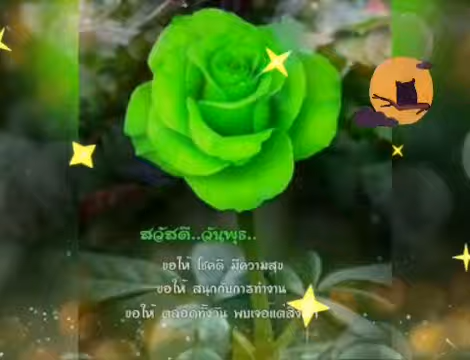 สวัสดี..วันพุธ..
ขอให้ โชคดี มีความสุข
ขอให้ สนุกกับการทำงาน
ขอให้ ตลอดทั้งวัน พบเจอแต่สิ่ง